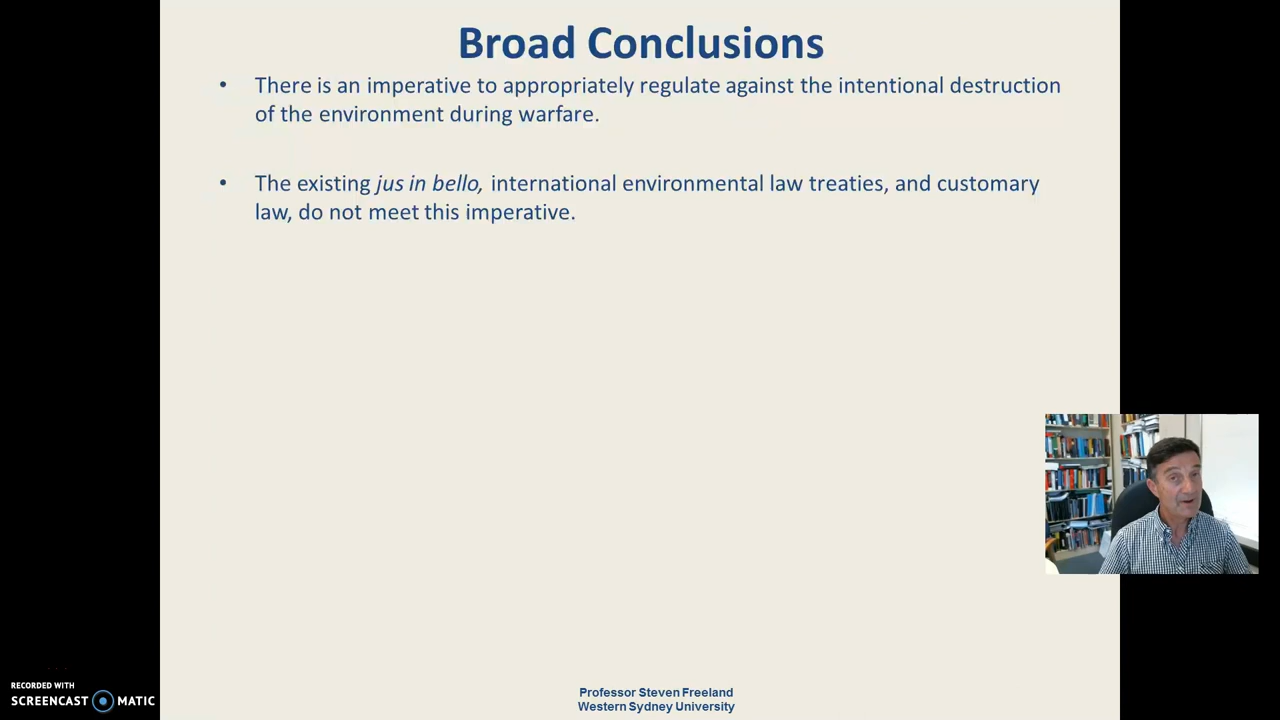 Broad Conclusions
• There is an imperative to appropriately regulate against the intentional destruction
of the environment during warfare.
• The existing jus in bello, international environmental law treaties, and customary
law, do not meet this imperative.
RECORDED WITH
SCREENCAST MATIC
Professor Steven Freeland
Western Sydney University